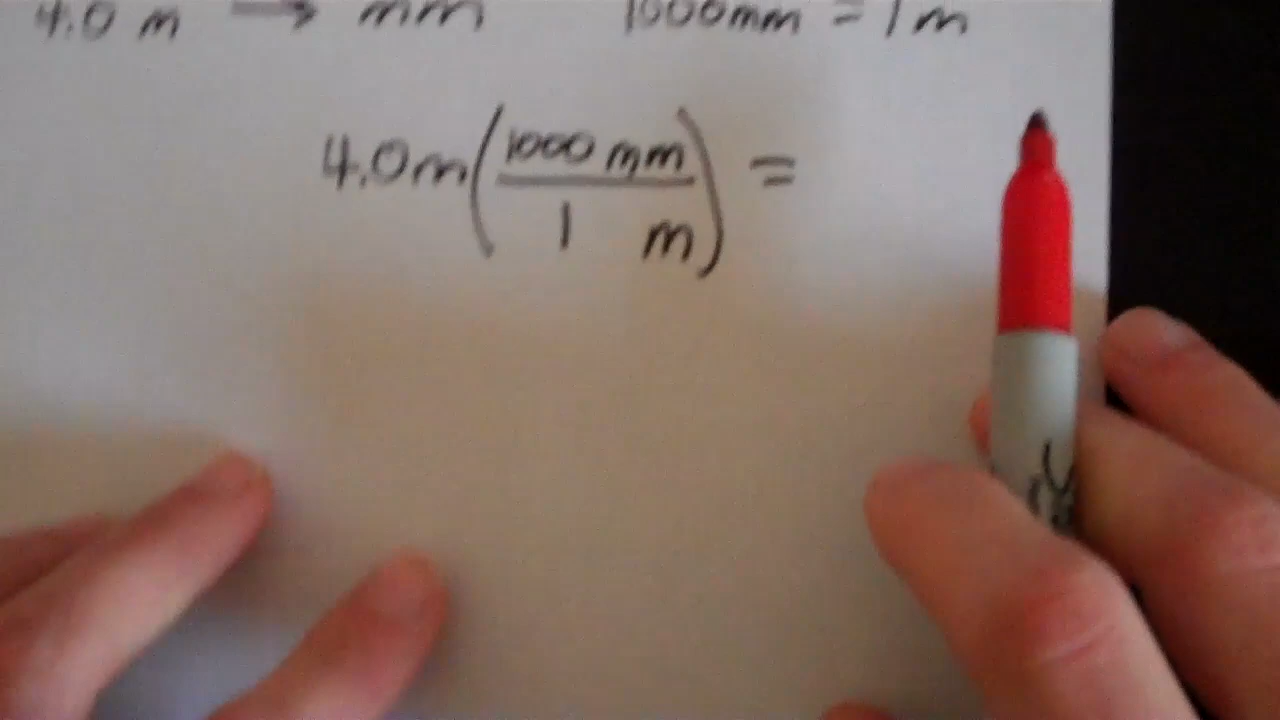 4.0 m → mm 1000mm = 1m
4.0m(1000 mm / 1 m) =